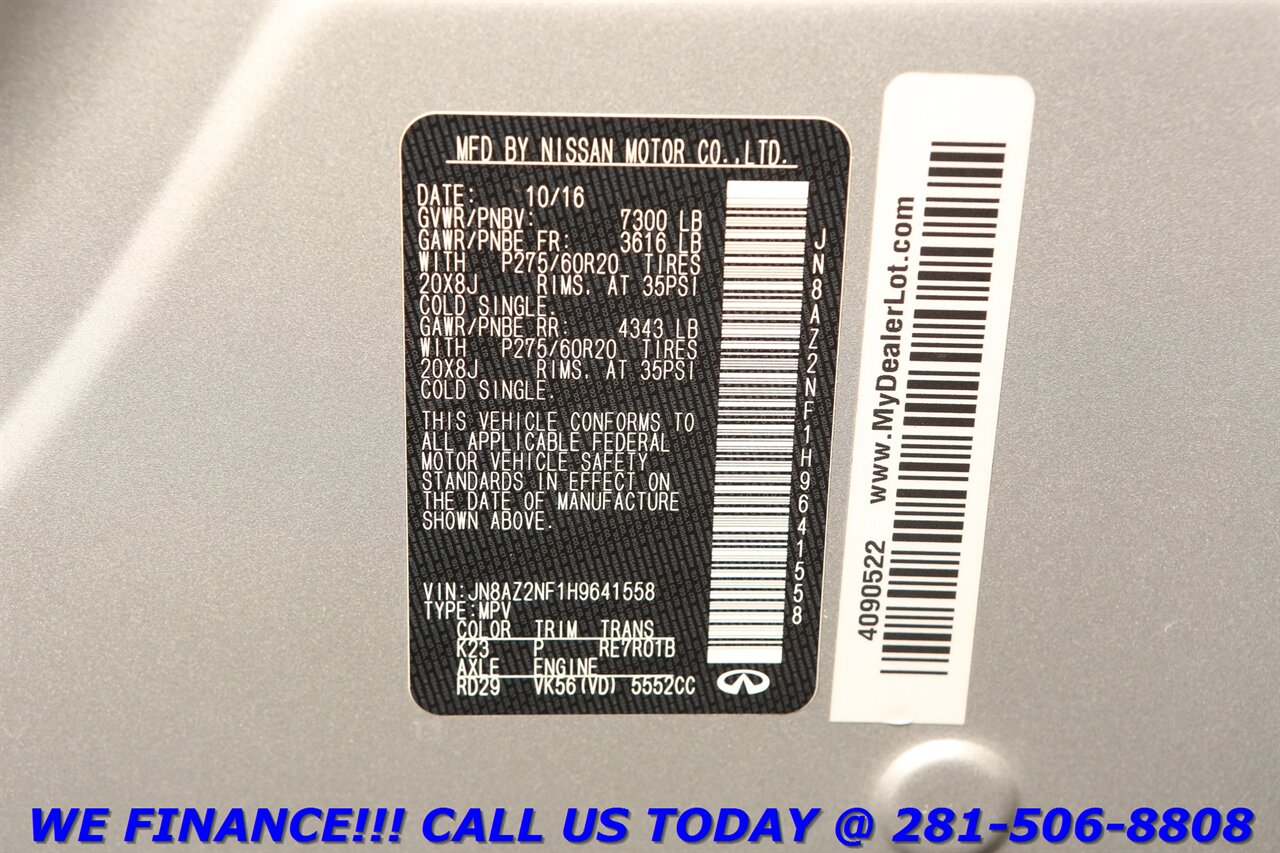 MFD BY NISSAN MOTOR CO.,LTD.
DATE: 10/16
GVWR/PNBV: 7300 LB
GAWR/PNBE FR: 3616 LB
WITH P275/60R20 TIRES
20X8J RIMS. AT 35PSI
COLD SINGLE.
GAWR/PNBE RR: 4343 LB
WITH P275/60R20 TIRES
20X8J RIMS. AT 35PSI
COLD SINGLE.
THIS VEHICLE CONFORMS TO
ALL APPLICABLE FEDERAL
MOTOR VEHICLE SAFETY
STANDARDS IN EFFECT ON
THE DATE OF MANUFACTURE
SHOWN ABOVE.
VIN:JN8AZ2NF1H9641558
TYPE:MPV
COLOR TRIM TRANS
K23 P RE7R01B
AXLE ENGINE
RD29 VK56(VD) 5552CC
JN8AZ2NF1H9641558
4090522 www.MyDealerLot.com
WE FINANCE!!! CALL US TODAY @ 281-506-8808